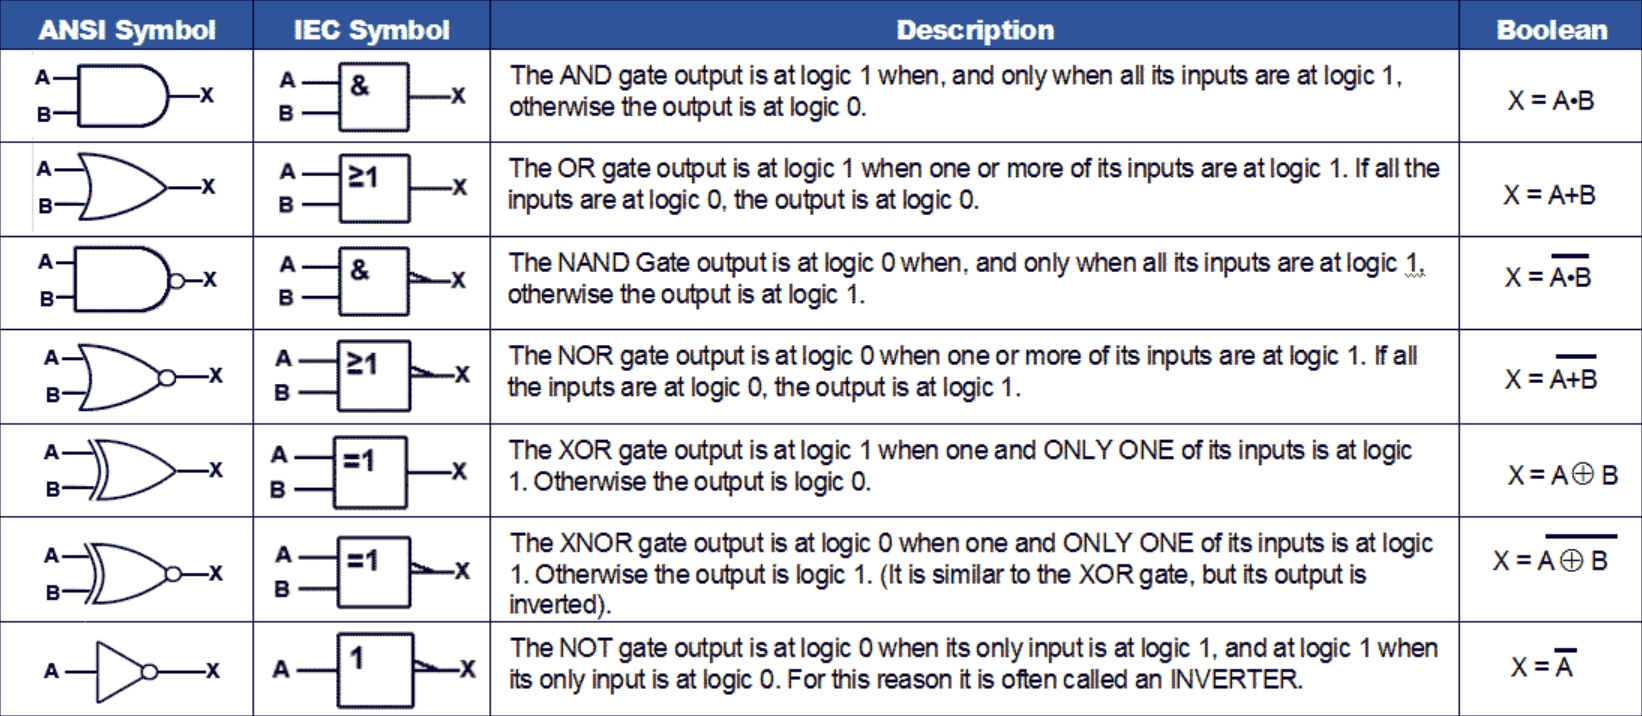 ANSI Symbol IEC Symbol Description Boolean
A B X
A B & X
The AND gate output is at logic 1 when, and only when all its inputs are at logic 1,
otherwise the output is at logic 0.
X = A•B
A B X
A B ≥1 X
The OR gate output is at logic 1 when one or more of its inputs are at logic 1. If all the
inputs are at logic 0, the output is at logic 0.
X = A+B
A B X
A B & X
The NAND Gate output is at logic 0 when, and only when all its inputs are at logic 1,
otherwise the output is at logic 1.
X = A̅•̅B̅
A B X
A B ≥1 X
The NOR gate output is at logic 0 when one or more of its inputs are at logic 1. If all
the inputs are at logic 0, the output is at logic 1.
X = A̅+̅B̅
A B X
A B =1 X
The XOR gate output is at logic 1 when one and ONLY ONE of its inputs is at logic
1. Otherwise the output is logic 0.
X = A ⊕ B
A B X
A B =1 X
The XNOR gate output is at logic 0 when one and ONLY ONE of its inputs is at logic
1. Otherwise the output is logic 1. (It is similar to the XOR gate, but its output is
inverted).
X = A̅ ⊕̅ B̅
A X
A 1 X
The NOT gate output is at logic 0 when its only input is at logic 1, and at logic 1 when
its only input is at logic 0. For this reason it is often called an INVERTER.
X = A̅